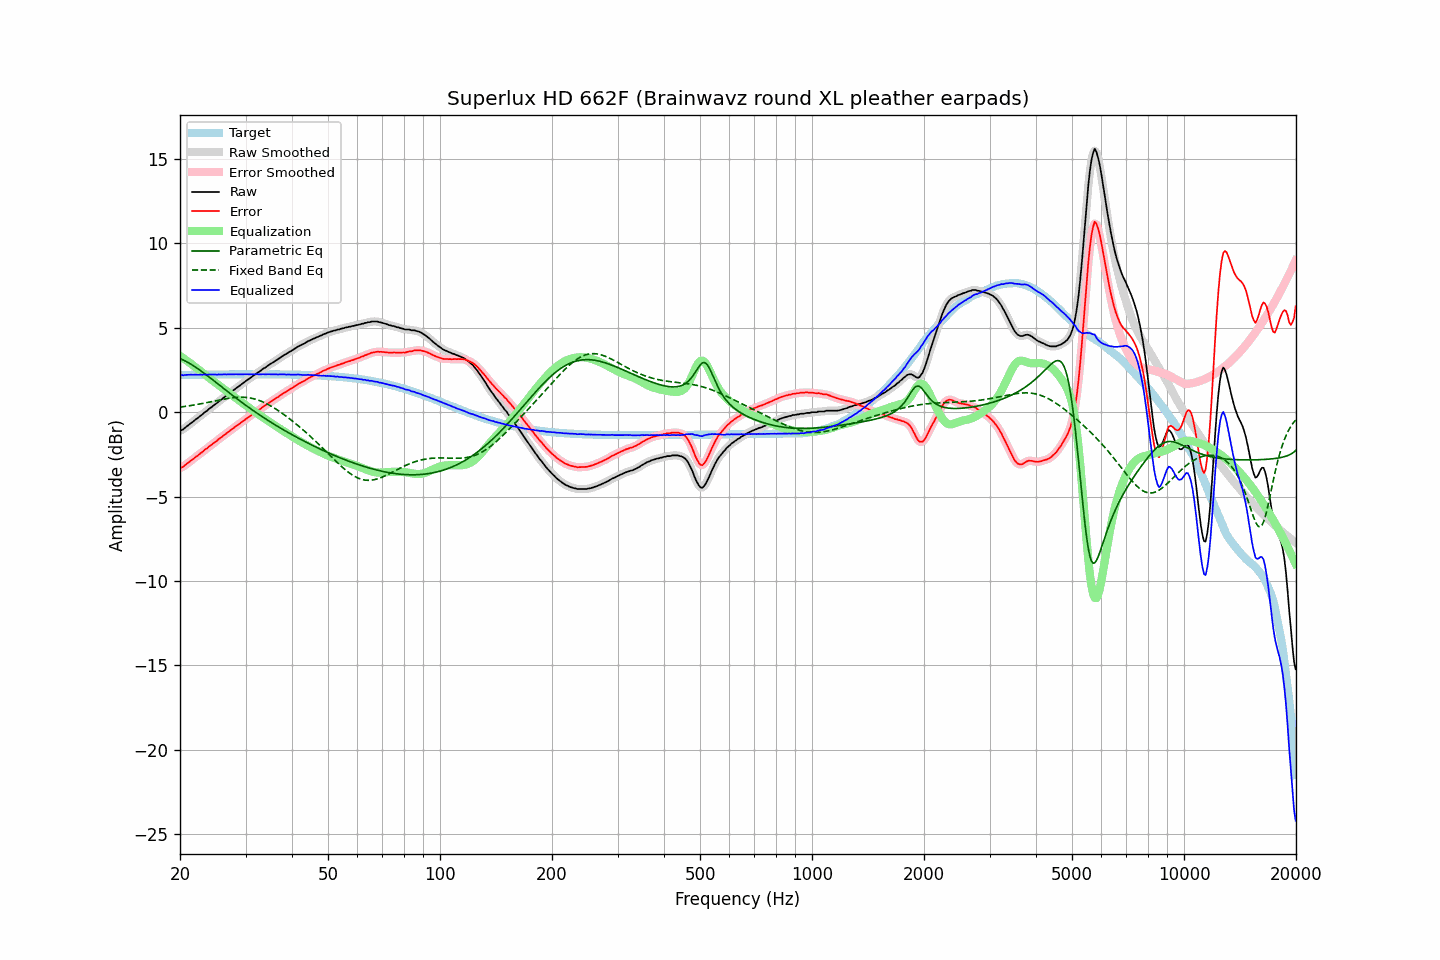 Superlux HD 662F (Brainwavz round XL pleather earpads)
Target
Raw Smoothed
Error Smoothed
Raw
Error
Equalization
Parametric Eq
Fixed Band Eq
Equalized
15
10
5
0
−5
−10
−15
−20
−25
Amplitude (dBr)
20 50 100 200 500 1000 2000 5000 10000 20000
Frequency (Hz)